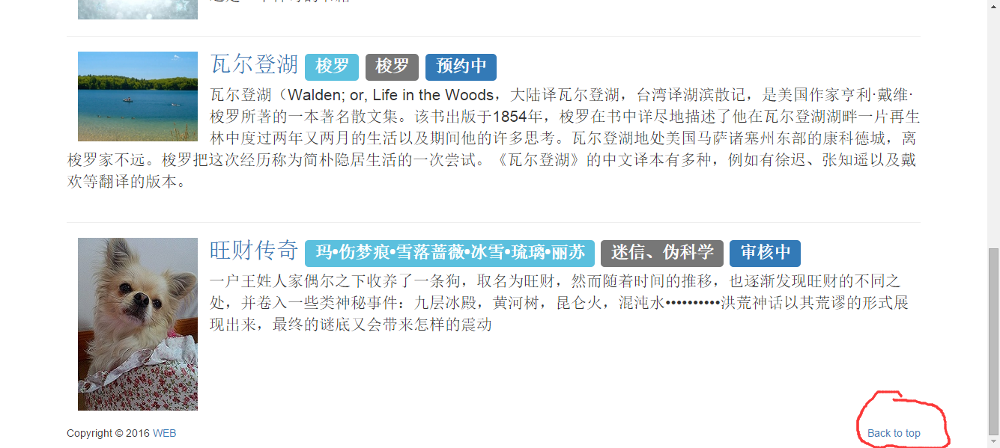 瓦尔登湖 梭罗 梭罗 预约中
瓦尔登湖（Walden; or, Life in the Woods，大陆译瓦尔登湖，台湾译湖滨散记，是美国作家亨利·戴维·
梭罗所著的一本著名散文集。该书出版于1854年，梭罗在书中详尽地描述了他在瓦尔登湖湖畔一片再生
林中度过两年又两月的生活以及期间他的许多思考。瓦尔登湖地处美国马萨诸塞州东部的康科德城，离
梭罗家不远。梭罗把这次经历称为简朴隐居生活的一次尝试。《瓦尔登湖》的中文译本有多种，例如有徐迟、张知遥以及戴
欢等翻译的版本。
旺财传奇 玛•伤梦痕•雪落蔷薇•冰雪•琉璃•丽苏 迷信、伪科学 审核中
一户王姓人家偶尔之下收养了一条狗，取名为旺财，然而随着时间的推移，也逐渐发现旺财的不同之
处，并卷入一些类神秘事件：九层冰殿，黄河树，昆仑火，混沌水••••••••••洪荒神话以其荒谬的形式展
现出来，最终的谜底又会带来怎样的震动
Copyright © 2016 WEB Back to top